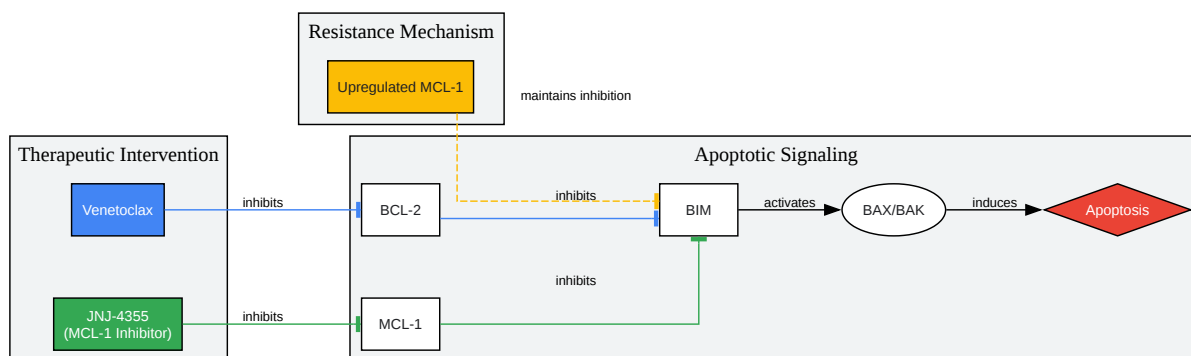 Resistance Mechanism
Upregulated MCL-1
maintains inhibition
Therapeutic Intervention
Apoptotic Signaling
Venetoclax
inhibits
BCL-2
inhibits
BIM
activates
BAX/BAK
induces
Apoptosis
inhibits
JNJ-4355
(MCL-1 Inhibitor)
inhibits
MCL-1